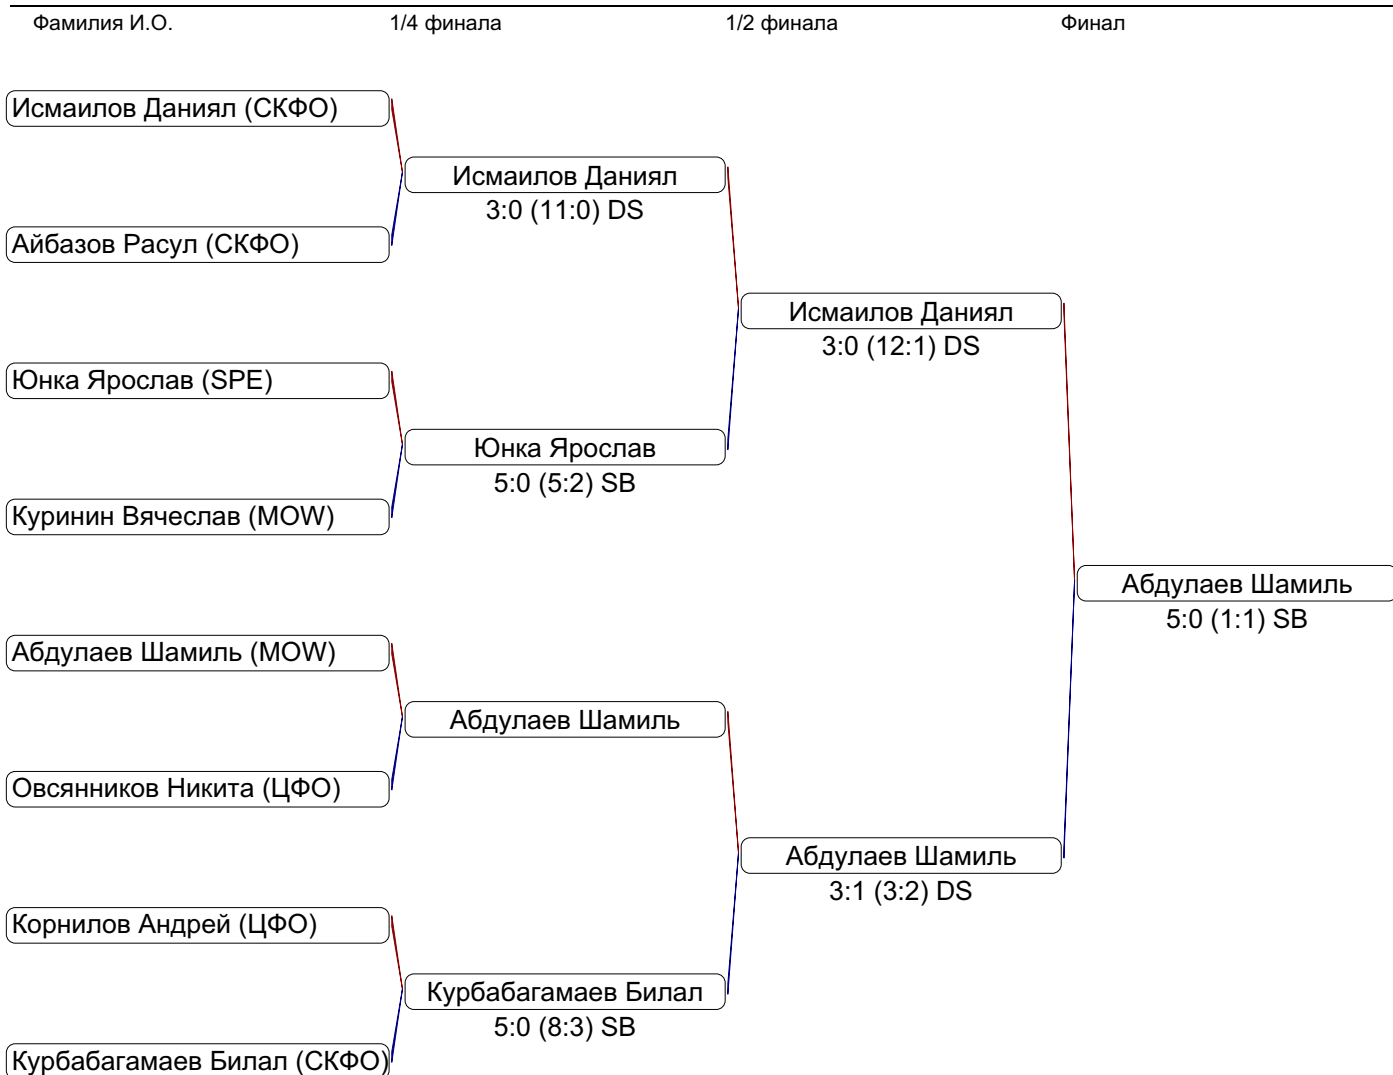 Фамилия И.О. 1/4 финала 1/2 финала Финал
Исмаилов Даниял (СКФО)
Исмаилов Даниял
3:0 (11:0) DS
Айбазов Расул (СКФО)
Исмаилов Даниял
3:0 (12:1) DS
Юнка Ярослав (SPE)
Юнка Ярослав
5:0 (5:2) SB
Куринин Вячеслав (MOW)
Абдулаев Шамиль
5:0 (1:1) SB
Абдулаев Шамиль (MOW)
Абдулаев Шамиль
Овсянников Никита (ЦФО)
Абдулаев Шамиль
3:1 (3:2) DS
Корнилов Андрей (ЦФО)
Курбабагамаев Билал
5:0 (8:3) SB
Курбабагамаев Билал (СКФО)